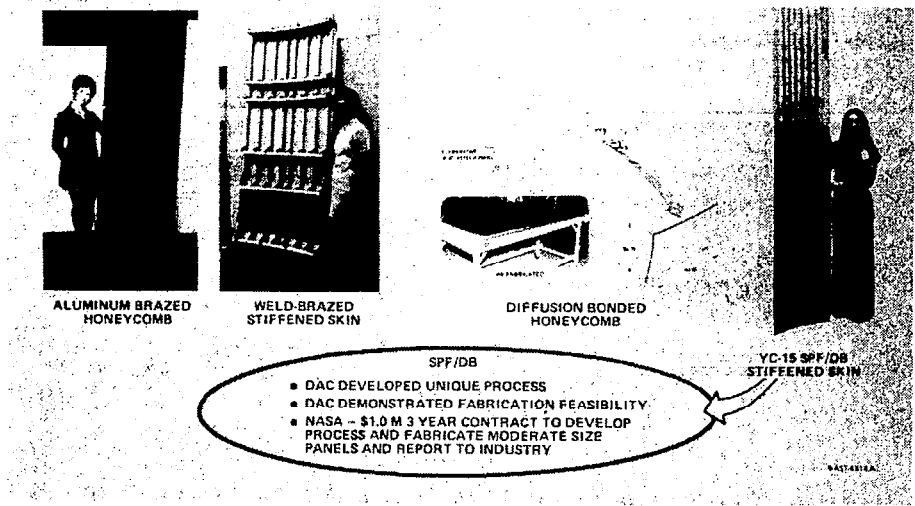 ALUMINUM BRAZED
HONEYCOMB
WELD-BRAZED
STIFFENED SKIN
AS FABRICATED
DIFFUSION BONDED
HONEYCOMB
YC-15 SPF/DB
STIFFENED SKIN
SPF/DB
• DAC DEVELOPED UNIQUE PROCESS
• DAC DEMONSTRATED FABRICATION FEASIBILITY
• NASA – $1.0 M 3 YEAR CONTRACT TO DEVELOP
PROCESS AND FABRICATE MODERATE SIZE
PANELS AND REPORT TO INDUSTRY